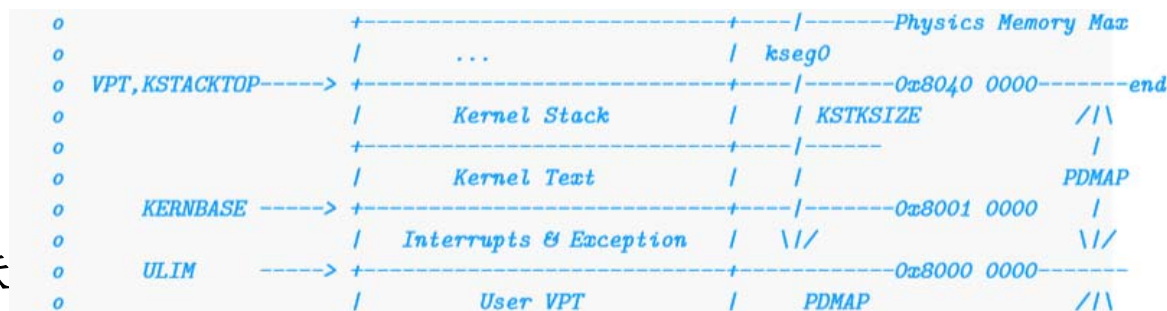 o                      +----------------------------+----|-------Physics Memory Max
o                      |         ...                |  kseg0
o  VPT,KSTACKTOP-----> +----------------------------+----|-------0x8040 0000-------end
o                      |       Kernel Stack         |    | KSTKSIZE            /|\
o                      +----------------------------+----|------                |
o                      |       Kernel Text          |    |                    PDMAP
o      KERNBASE -----> +----------------------------+----|-------0x8001 0000    |
o                      |   Interrupts & Exception   |   \|/                    \|/
o      ULIM     -----> +----------------------------+------------0x8000 0000-------
o                      |         User VPT           |     PDMAP                /|\